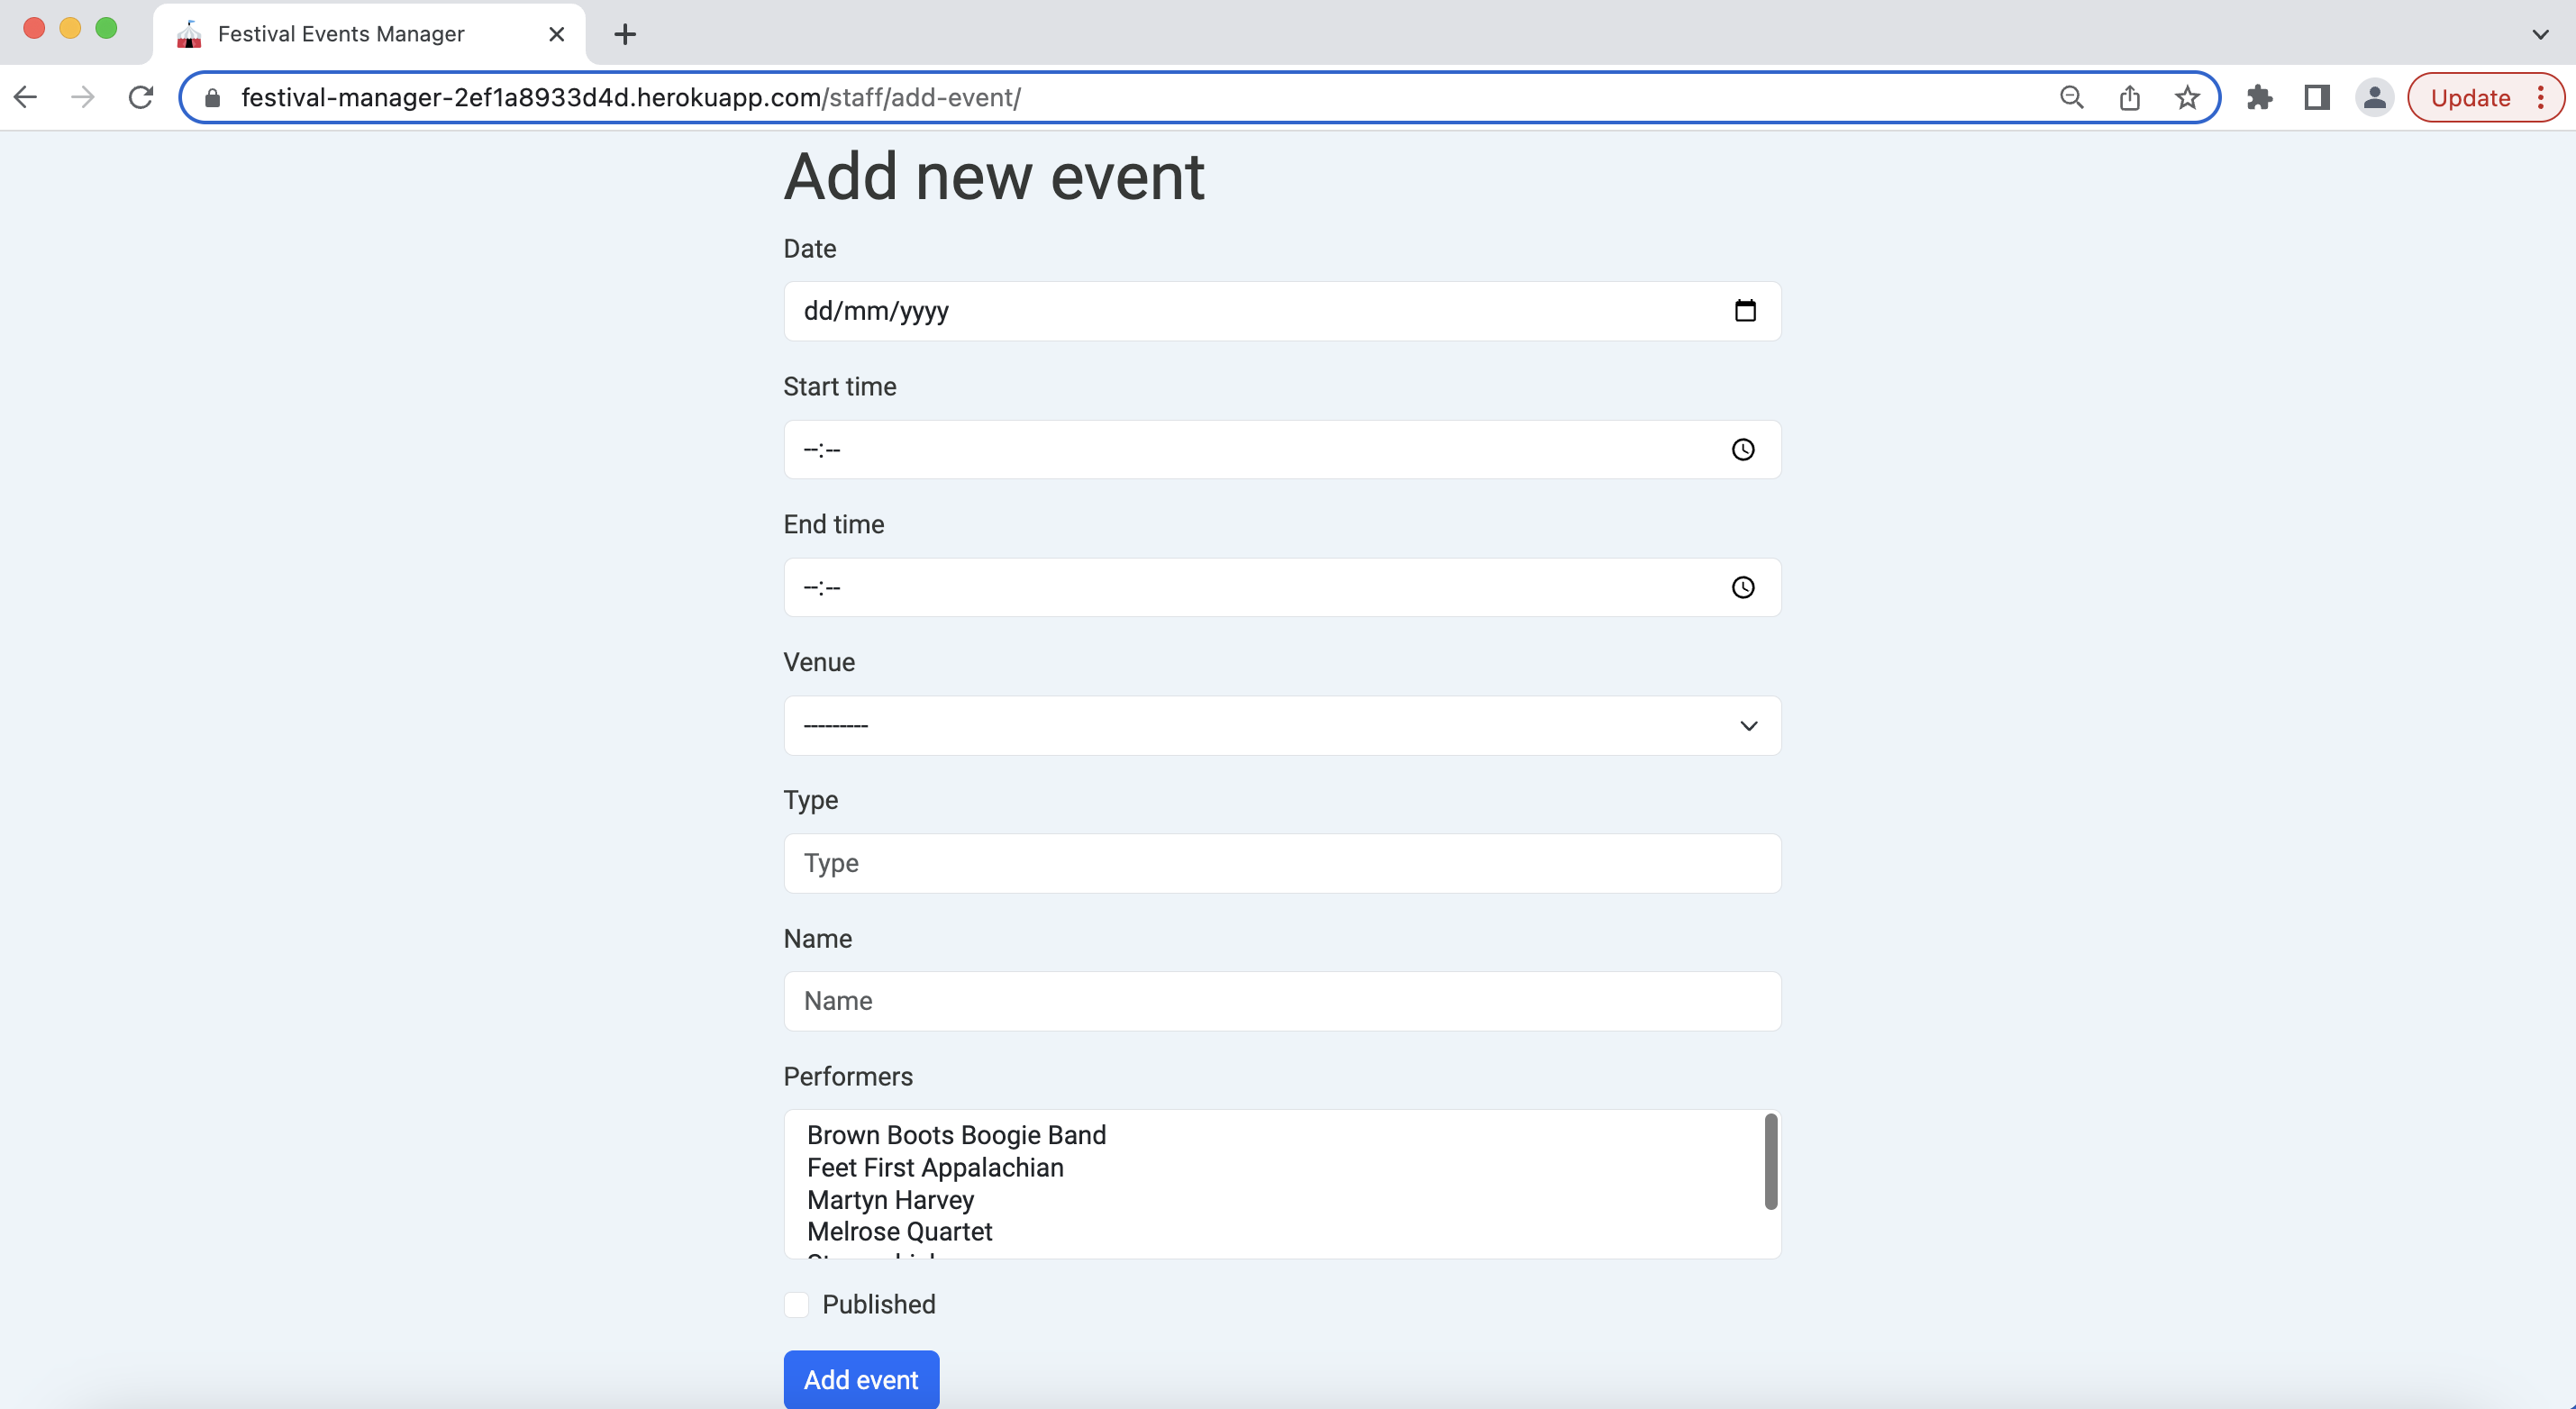 Festival Events Manager
festival-manager-2ef1a8933d4d.herokuapp.com/staff/add-event/
Update
Add new event
Date
dd/mm/yyyy
Start time
--:--
End time
--:--
Venue
---------
Type
Type
Name
Name
Performers
Brown Boots Boogie Band
Feet First Appalachian
Martyn Harvey
Melrose Quartet
Published
Add event